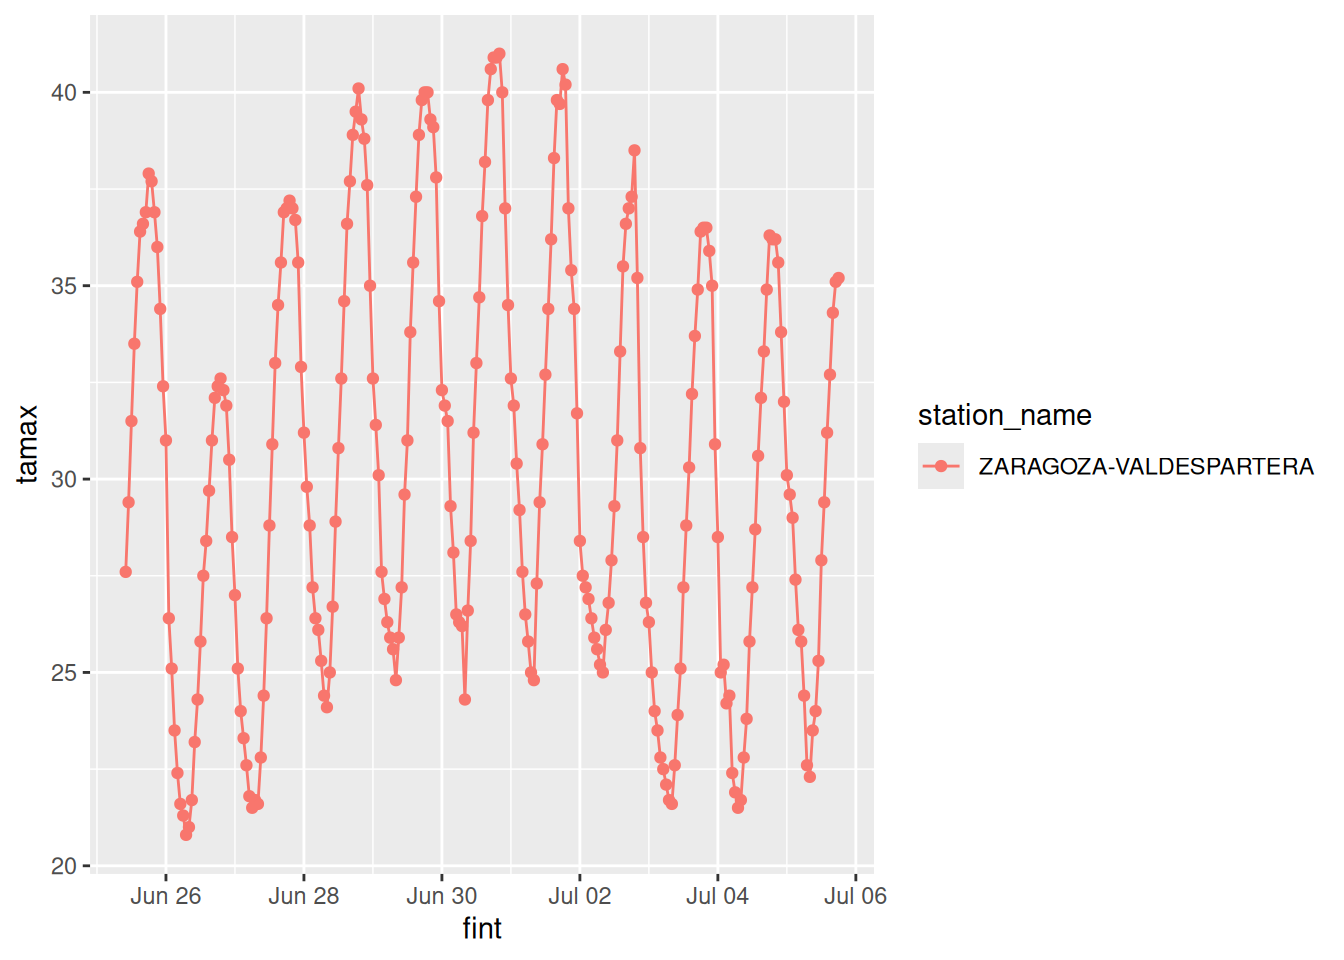 tamax
40
35
30
25
20
Jun 26
Jun 28
Jun 30
Jul 02
Jul 04
Jul 06
fint
station_name
ZARAGOZA-VALDESPARTERA